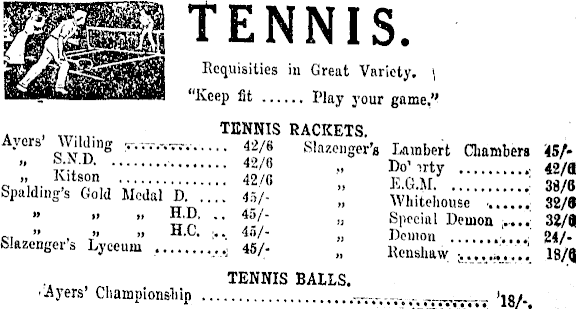 TENNIS.
Requisities in Great Variety.
"Keep fit ...... Play your game."
TENNIS RACKETS.
Ayers' Wilding .............. 42/6
„ S.N.D. .............. 42/6
„ Kitson .............. 42/6
Spalding's Gold Medal D. .... 45/-
„ „ „ H.D. .. 45/-
„ „ „ H.C. .. 45/-
Slazenger's Lyceum .......... 45/-
Slazenger's Lambert Chambers 45/-
„ 42/6
„ E.G.M. ............ 38/6
„ Whitehouse ...... 32/6
„ Special Demon .... 32/6
„ Demon .......... 24/-
„ Renshaw .......... 18/6
TENNIS BALLS.
Ayers' Championship .............................. 18/-.